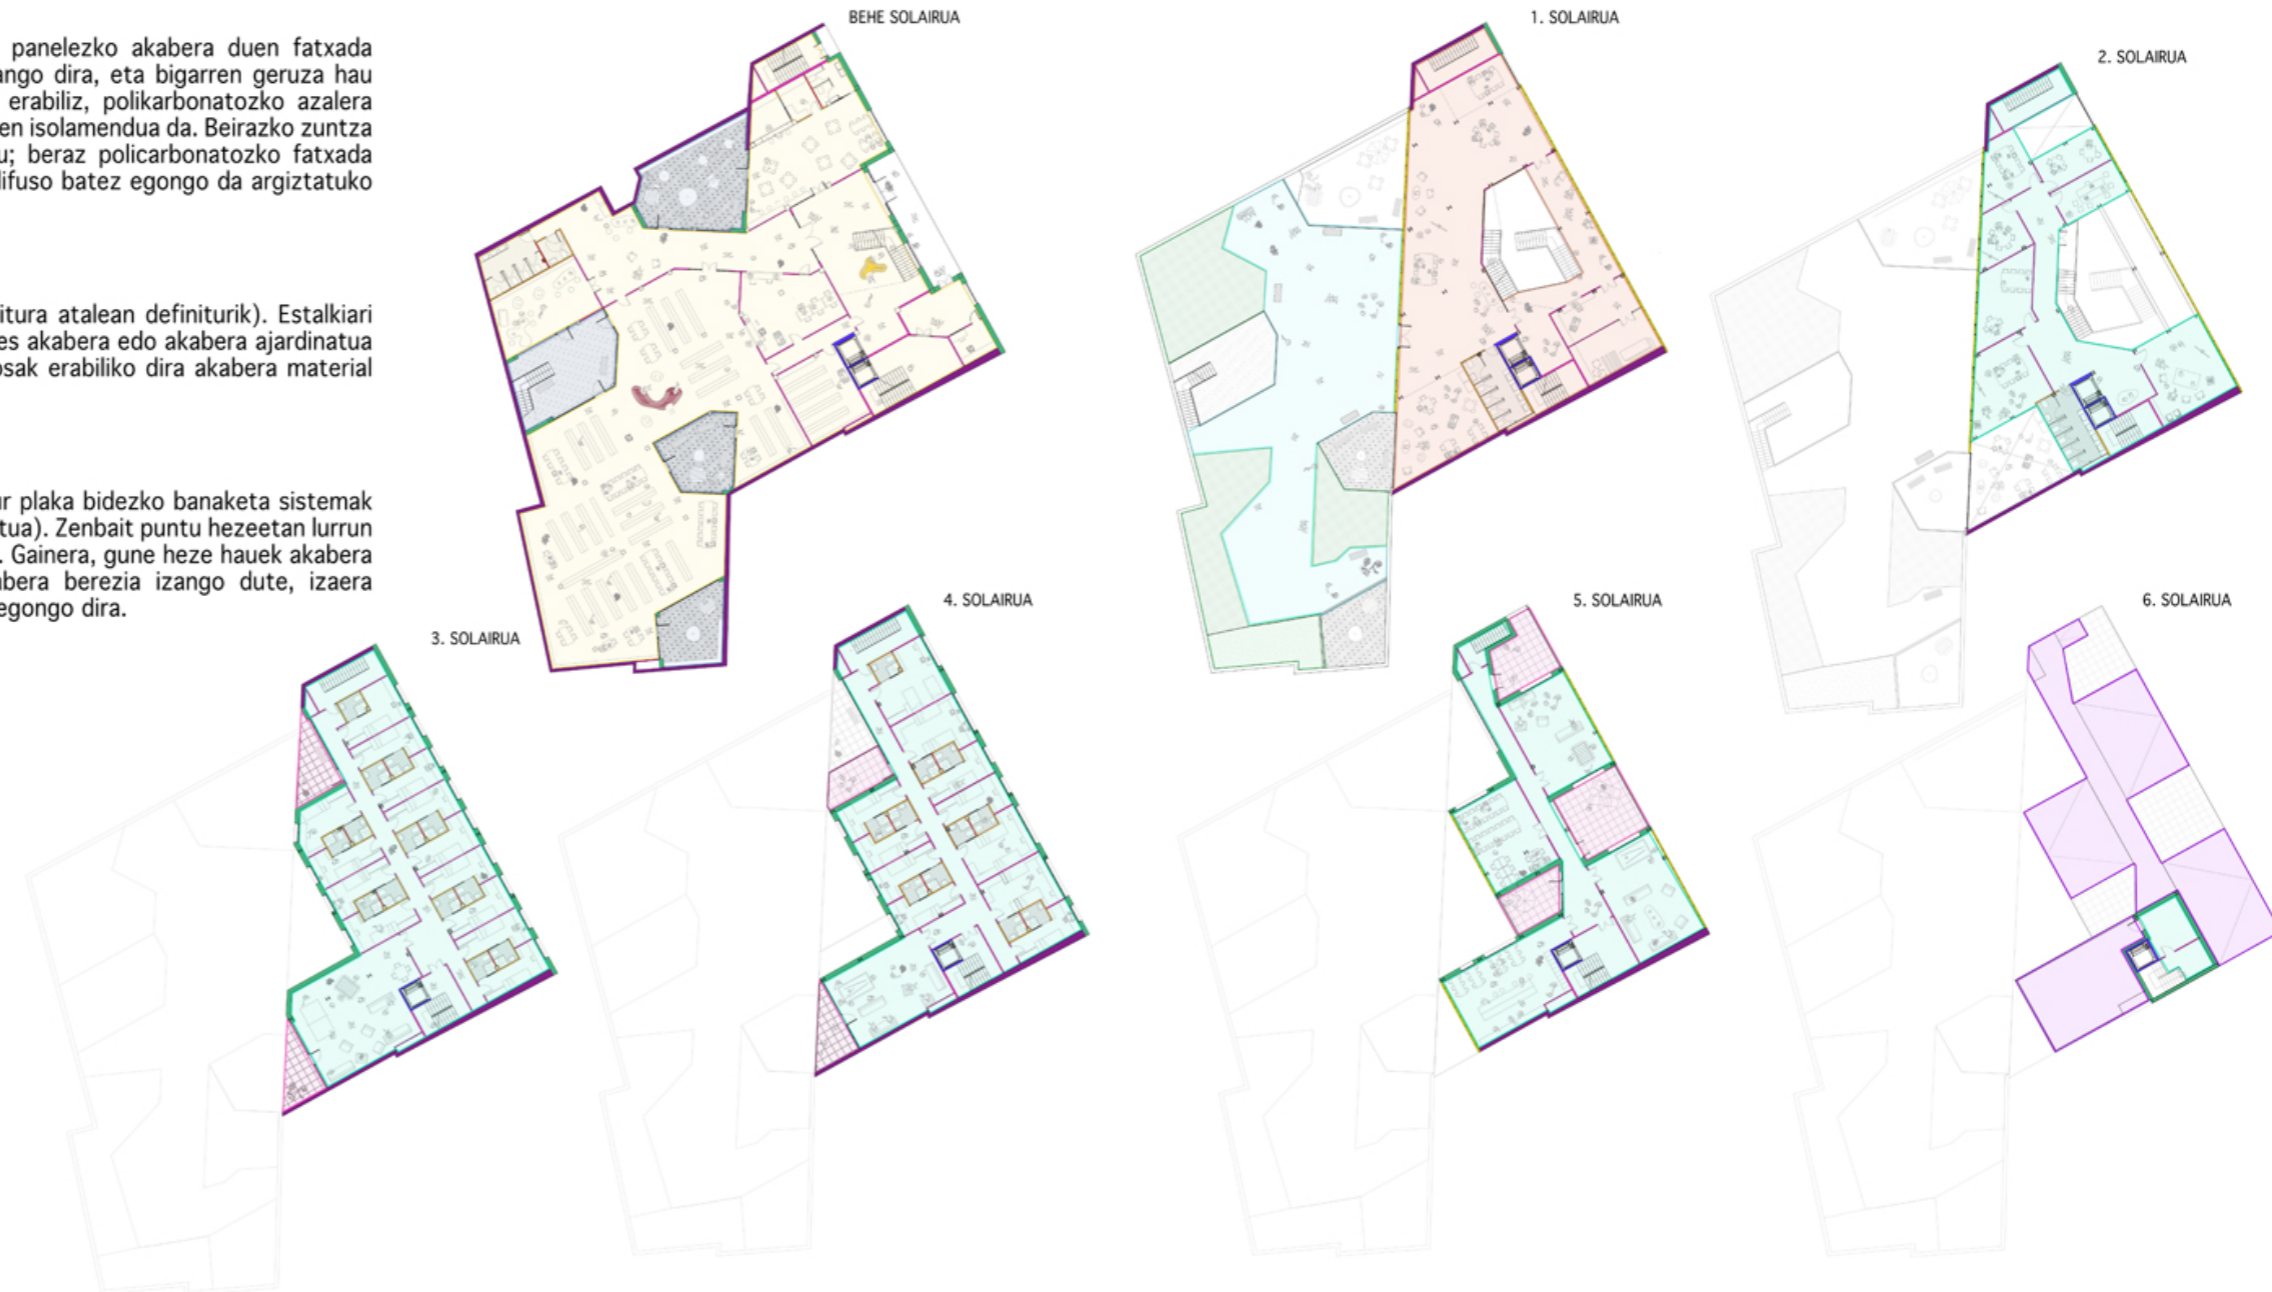 panelezko akabera duen fatxada
ango dira, eta bigarren geruza hau
erabiliz, polikarbonatozko azalera
en isolamendua da. Beirazko zuntza
u; beraz policarbonatozko fatxada
difuso batez egongo da argiztatuko
itura atalean definiturik). Estalkiari
es akabera edo akabera ajardinatua
osak erabiliko dira akabera material
ur plaka bidezko banaketa sistemak
tua). Zenbait puntu hezeetan lurrun
. Gainera, gune heze hauek akabera
abera berezia izango dute, izaera
egongo dira.
BEHE SOLAIRUA
1. SOLAIRUA
2. SOLAIRUA
3. SOLAIRUA
4. SOLAIRUA
5. SOLAIRUA
6. SOLAIRUA